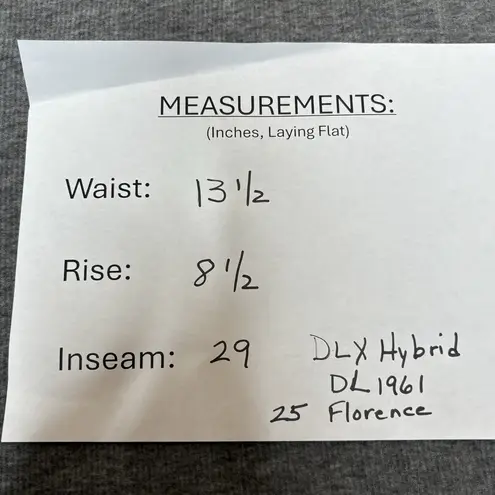 MEASUREMENTS:
(Inches, Laying Flat)
Waist: 13 1/2
Rise: 8 1/2
Inseam: 29
DLX Hybrid
DL1961
25 Florence